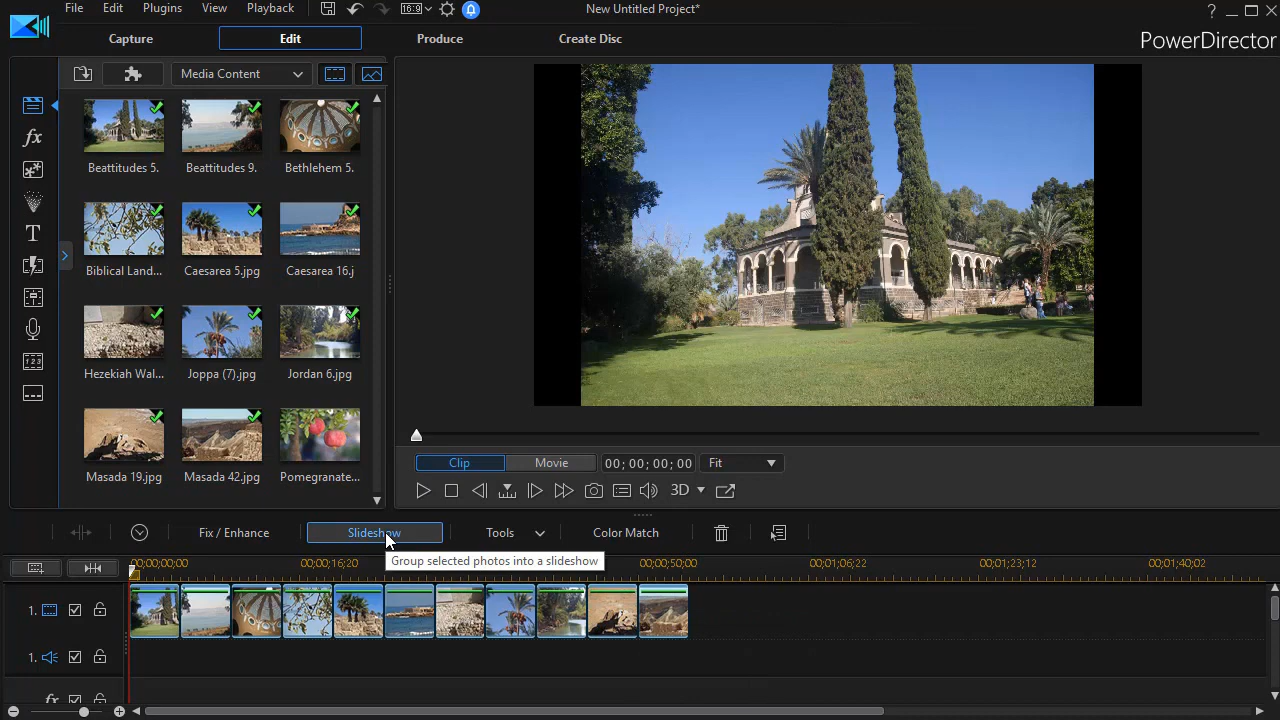 File Edit Plugins View Playback 16:9 New Untitled Project* ?
Capture Edit Produce Create Disc PowerDirector
Media Content
Beattitudes 5. Beattitudes 9. Bethlehem 5.
Biblical Land... Caesarea 5.jpg Caesarea 16.j
Hezekiah Wal... Joppa (7).jpg Jordan 6.jpg
Masada 19.jpg Masada 42.jpg Pomegranate...
fx
T
123
Clip Movie 00; 00; 00; 00 Fit
3D
Fix / Enhance Slideshow Tools Color Match
Group selected photos into a slideshow
00;00;00;00 00;00;16;20 00;00;50;00 00;01;06;22 00;01;23;12 00;01;40;02
1.
1.
fx